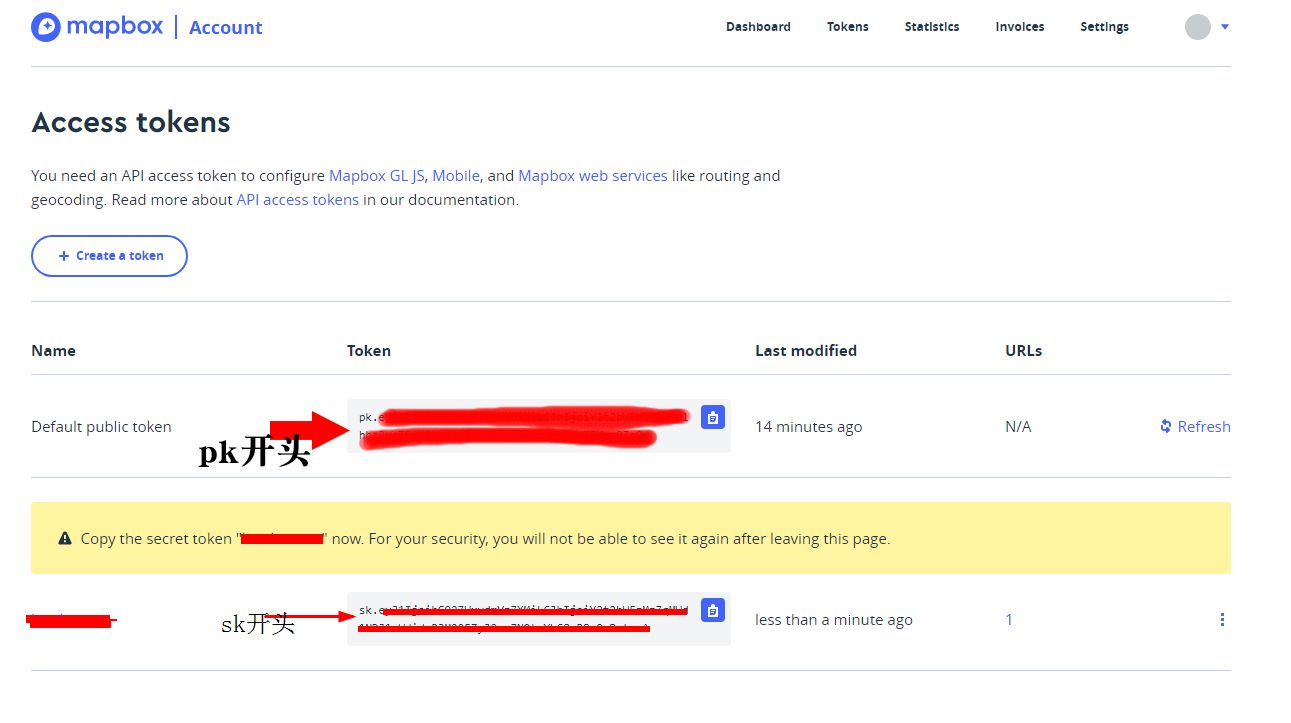 mapbox | Account
Dashboard Tokens Statistics Invoices Settings
Access tokens
You need an API access token to configure Mapbox GL JS, Mobile, and Mapbox web services like routing and
geocoding. Read more about API access tokens in our documentation.
+ Create a token
Name Token Last modified URLs
Default public token pk. 14 minutes ago N/A Refresh
pk开头
Copy the secret token "" now. For your security, you will not be able to see it again after leaving this page.
sk开头 sk. less than a minute ago 1